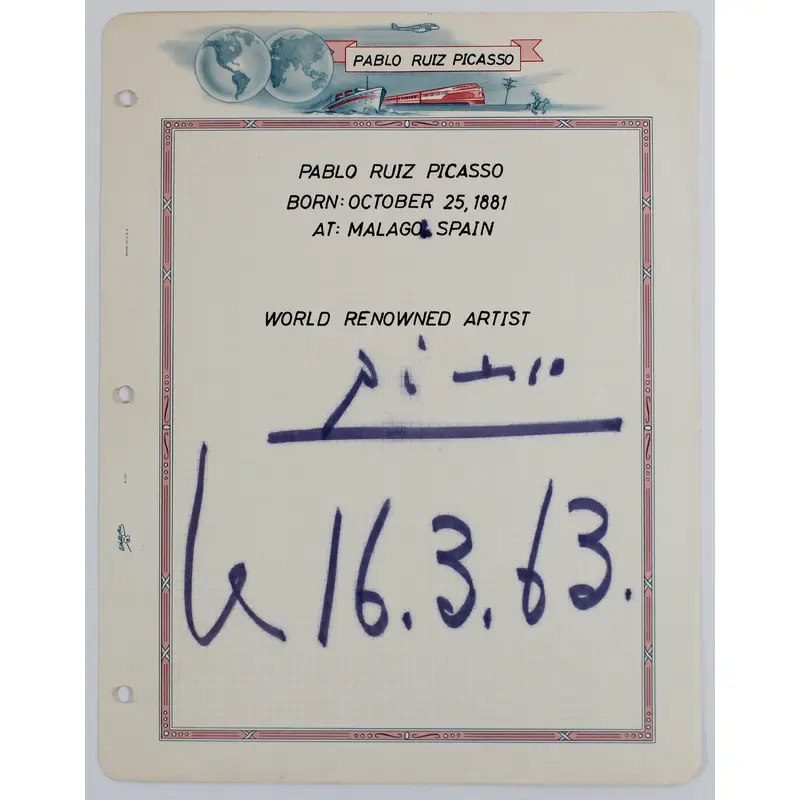 PABLO RUIZ PICASSO
PABLO RUIZ PICASSO
BORN: OCTOBER 25, 1881
AT: MALAGA SPAIN
WORLD RENOWNED ARTIST
Picasso
le 16.3.63.